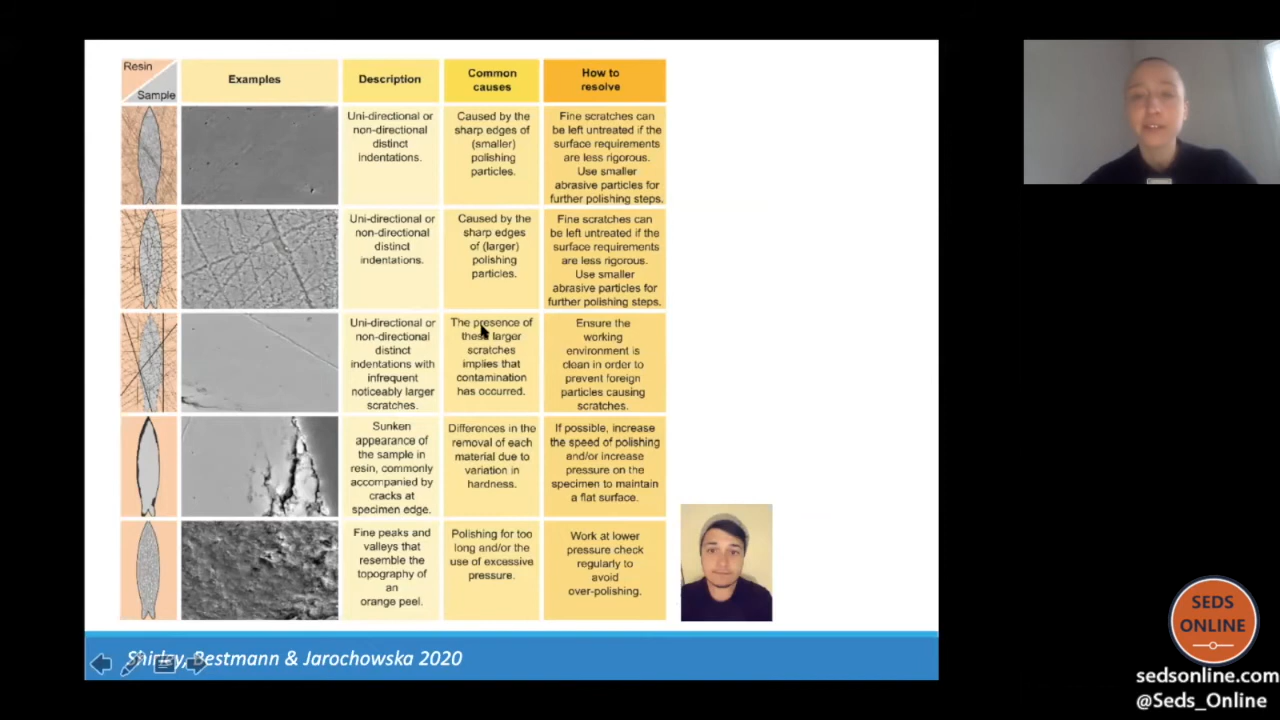 Resin
Sample
Examples
Description
Common
causes
How to
resolve
Uni-directional or
non-directional
distinct
indentations.
Caused by the
sharp edges of
(smaller)
polishing
particles.
Fine scratches can
be left untreated if the
surface requirements
are less rigorous.
Use smaller
abrasive particles for
further polishing steps.
Uni-directional or
non-directional
distinct
indentations.
Caused by the
sharp edges
of (larger)
polishing
particles.
Fine scratches can
be left untreated if the
surface requirements
are less rigorous.
Use smaller
abrasive particles for
further polishing steps.
Uni-directional or
non-directional
distinct
indentations with
infrequent
noticeably larger
scratches.
The presence of
these larger
scratches
implies that
contamination
has occurred.
Ensure the
working
environment is
clean in order to
prevent foreign
particles causing
scratches.
Sunken
appearance of
the sample in
resin, commonly
accompanied by
cracks at
specimen edge.
Differences in the
removal of each
material due to
variation in
hardness.
If possible, increase
the speed of polishing
and/or increase
pressure on the
specimen to maintain
a flat surface.
Fine peaks and
valleys that
resemble the
topography of
an
orange peel.
Polishing for too
long and/or the
use of excessive
pressure.
Work at lower
pressure check
regularly to
avoid
over-polishing.
Shirley, Bestmann & Jarochowska 2020
SEDS
ONLINE
sedsonline.com
@Seds_Online